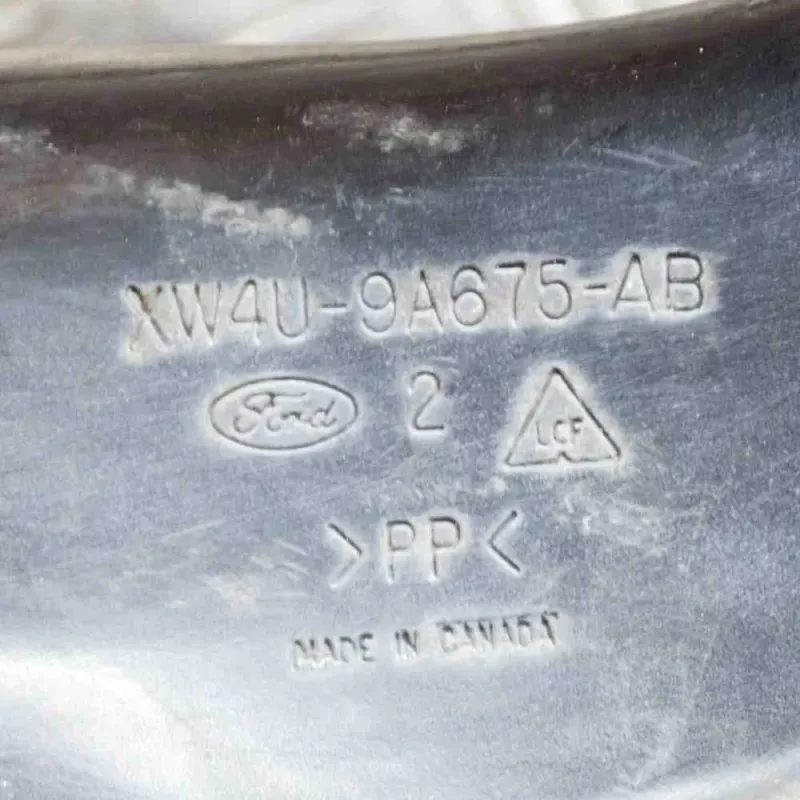 XW4U-9A675-AB
Ford 2 LCF
>PP<
MADE IN CANADA